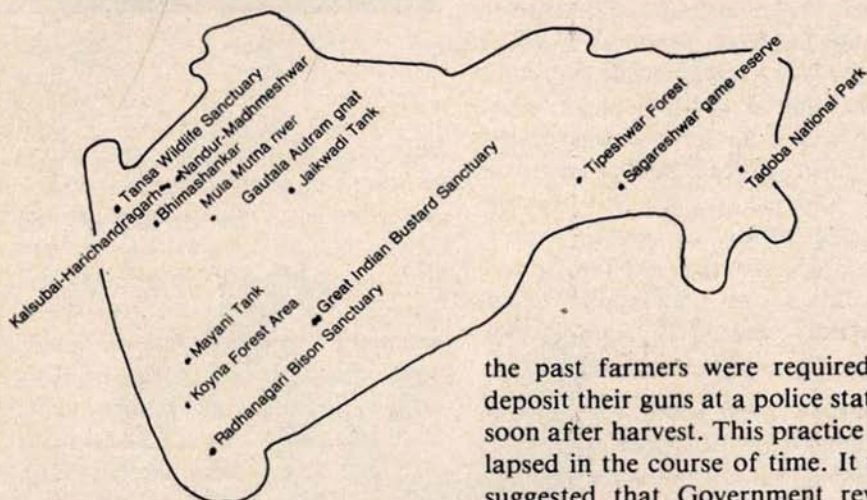 Tansa Wildlife Sanctuary
Kalsubai-Harichandragarh
Nandur-Madhmeshwar
Bhimashankar
Mula Mutna river
Gautala Autram gnat
Jaikwadi Tank
Tipeshwar Forest
Sagareshwar game reserve
Tadoba National Park
Great Indian Bustard Sanctuary
Mayani Tank
Koyna Forest Area
Radhanagari Bison Sanctuary
the past farmers were required
deposit their guns at a police stat
soon after harvest. This practice
lapsed in the course of time. It
suggested that Government rev